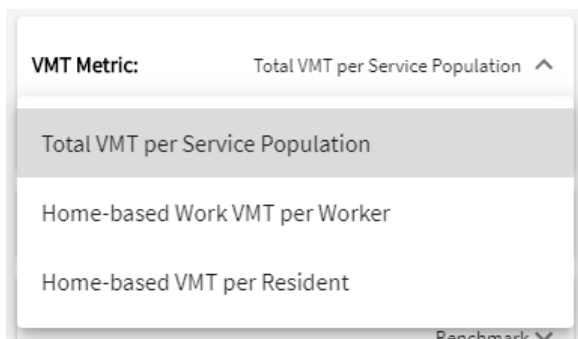 VMT Metric: Total VMT per Service Population
Total VMT per Service Population
Home-based Work VMT per Worker
Home-based VMT per Resident
Benchmark